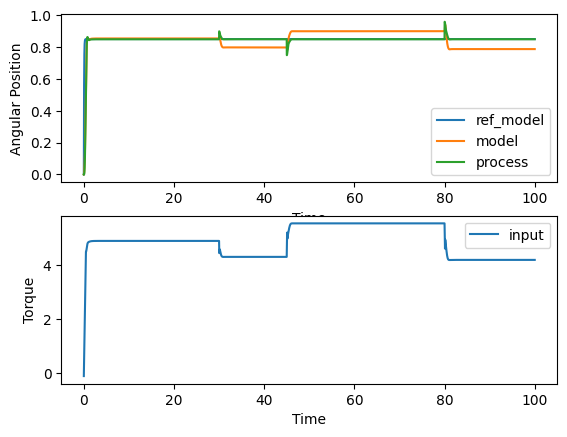 1.0
0.8
0.6
0.4
0.2
0.0
Angular Position
ref_model
model
process
0 20 40 60 80 100
Time
4
2
0
Torque
input
0 20 40 60 80 100
Time